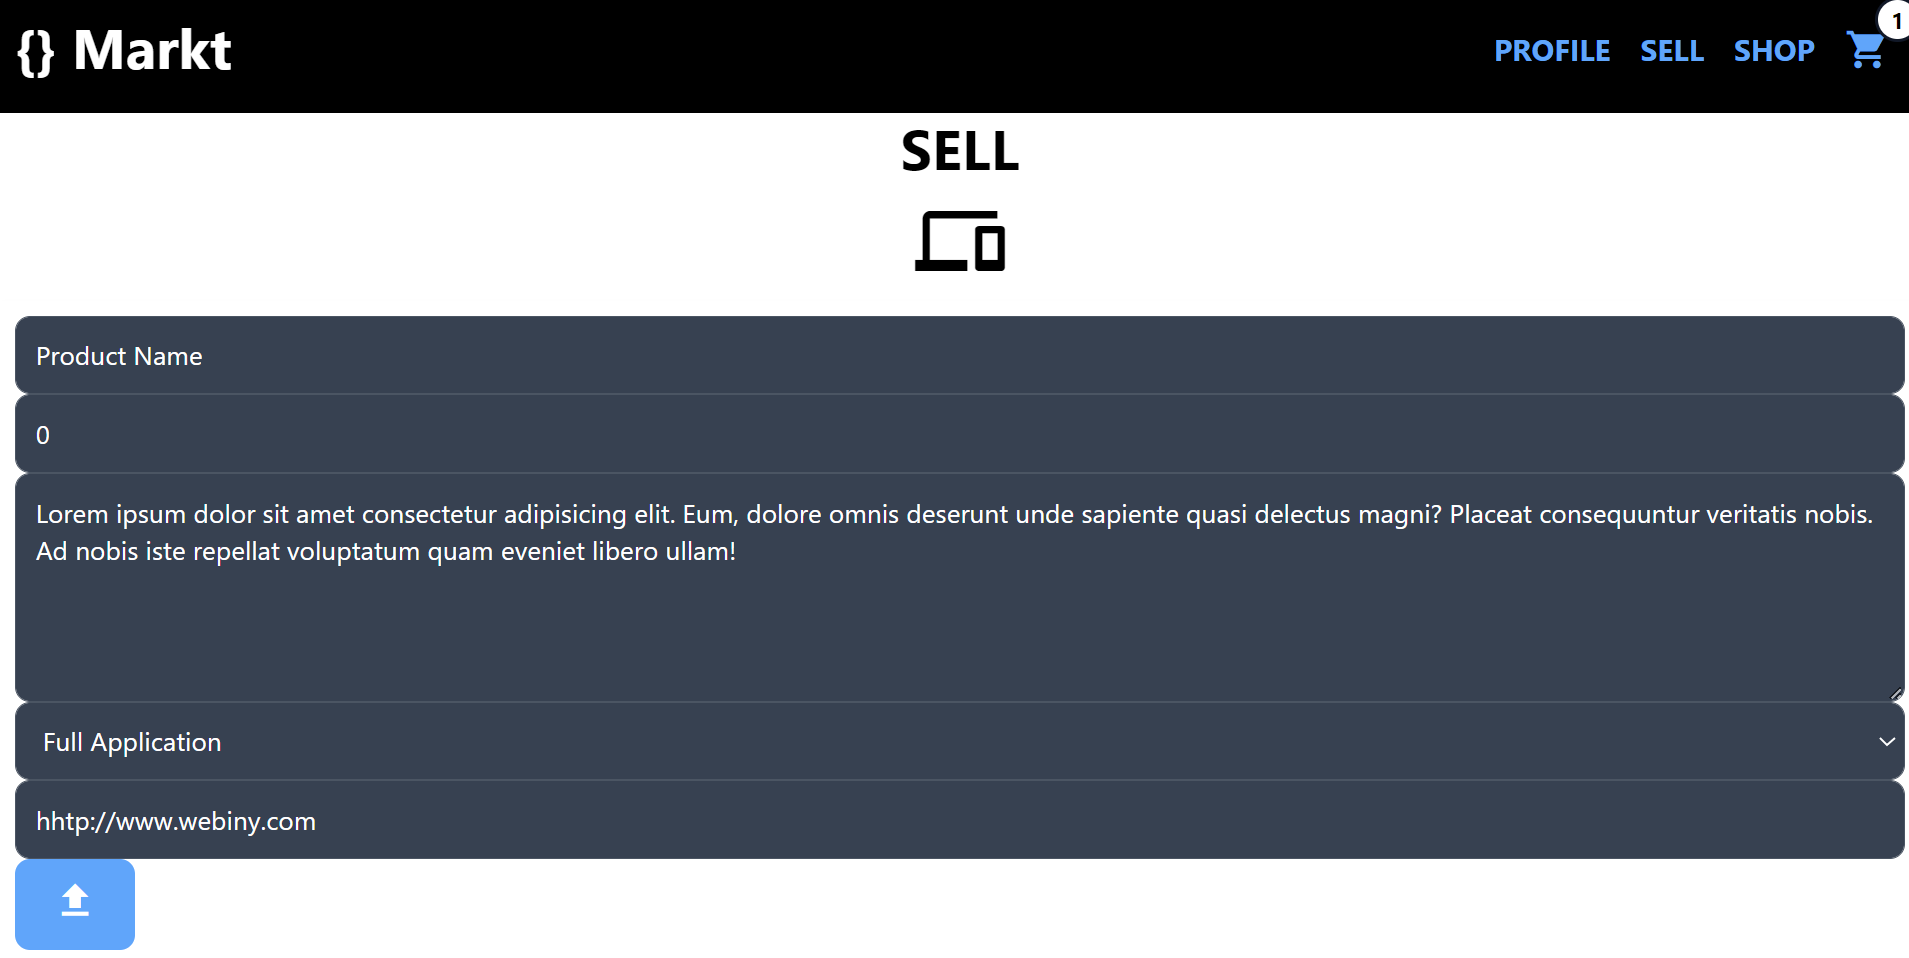 {} Markt
PROFILE SELL SHOP 1
SELL
Product Name
0
Lorem ipsum dolor sit amet consectetur adipisicing elit. Eum, dolore omnis deserunt unde sapiente quasi delectus magni? Placeat consequuntur veritatis nobis.
Ad nobis iste repellat voluptatum quam eveniet libero ullam!
Full Application
hhtp://www.webiny.com